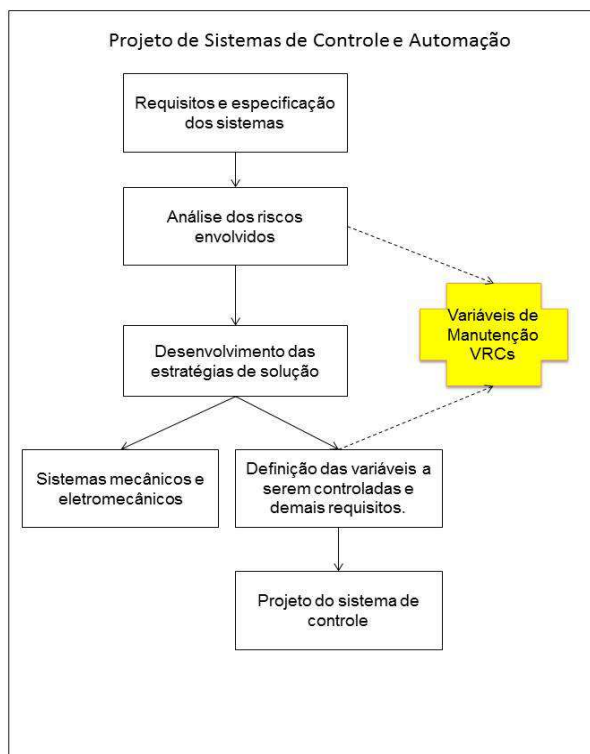 Projeto de Sistemas de Controle e Automação
Requisitos e especificação
dos sistemas
Análise dos riscos
envolvidos
Variáveis de
Manutenção
VRCs
Desenvolvimento das
estratégias de solução
Sistemas mecânicos e
eletromecânicos
Definição das variáveis a
serem controladas e
demais requisitos.
Projeto do sistema de
controle